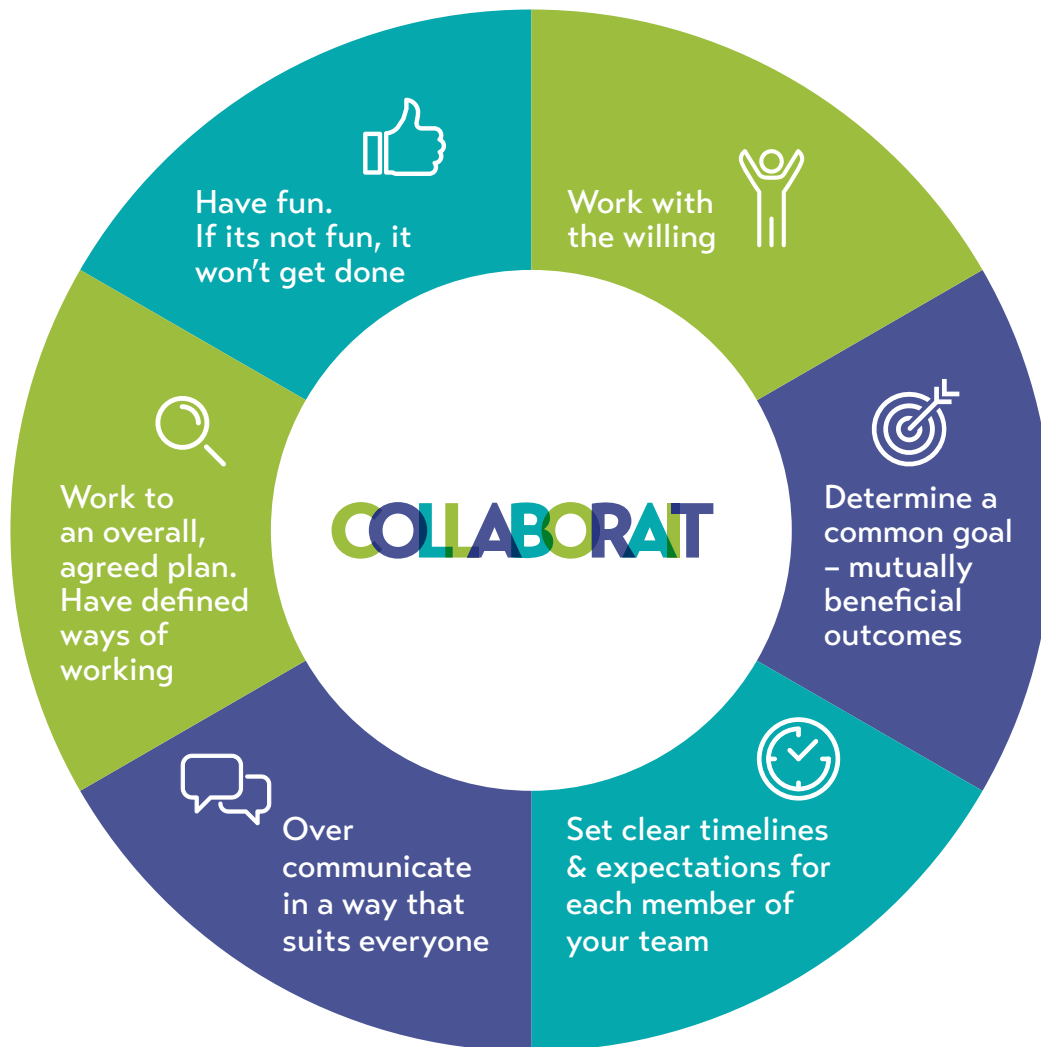 Have fun.
If its not fun, it
won't get done
Work with
the willing
Determine a
common goal
– mutually
beneficial
outcomes
Set clear timelines
& expectations for
each member of
your team
Over
communicate
in a way that
suits everyone
Work to
an overall,
agreed plan.
Have defined
ways of
working
COLLABORAIT